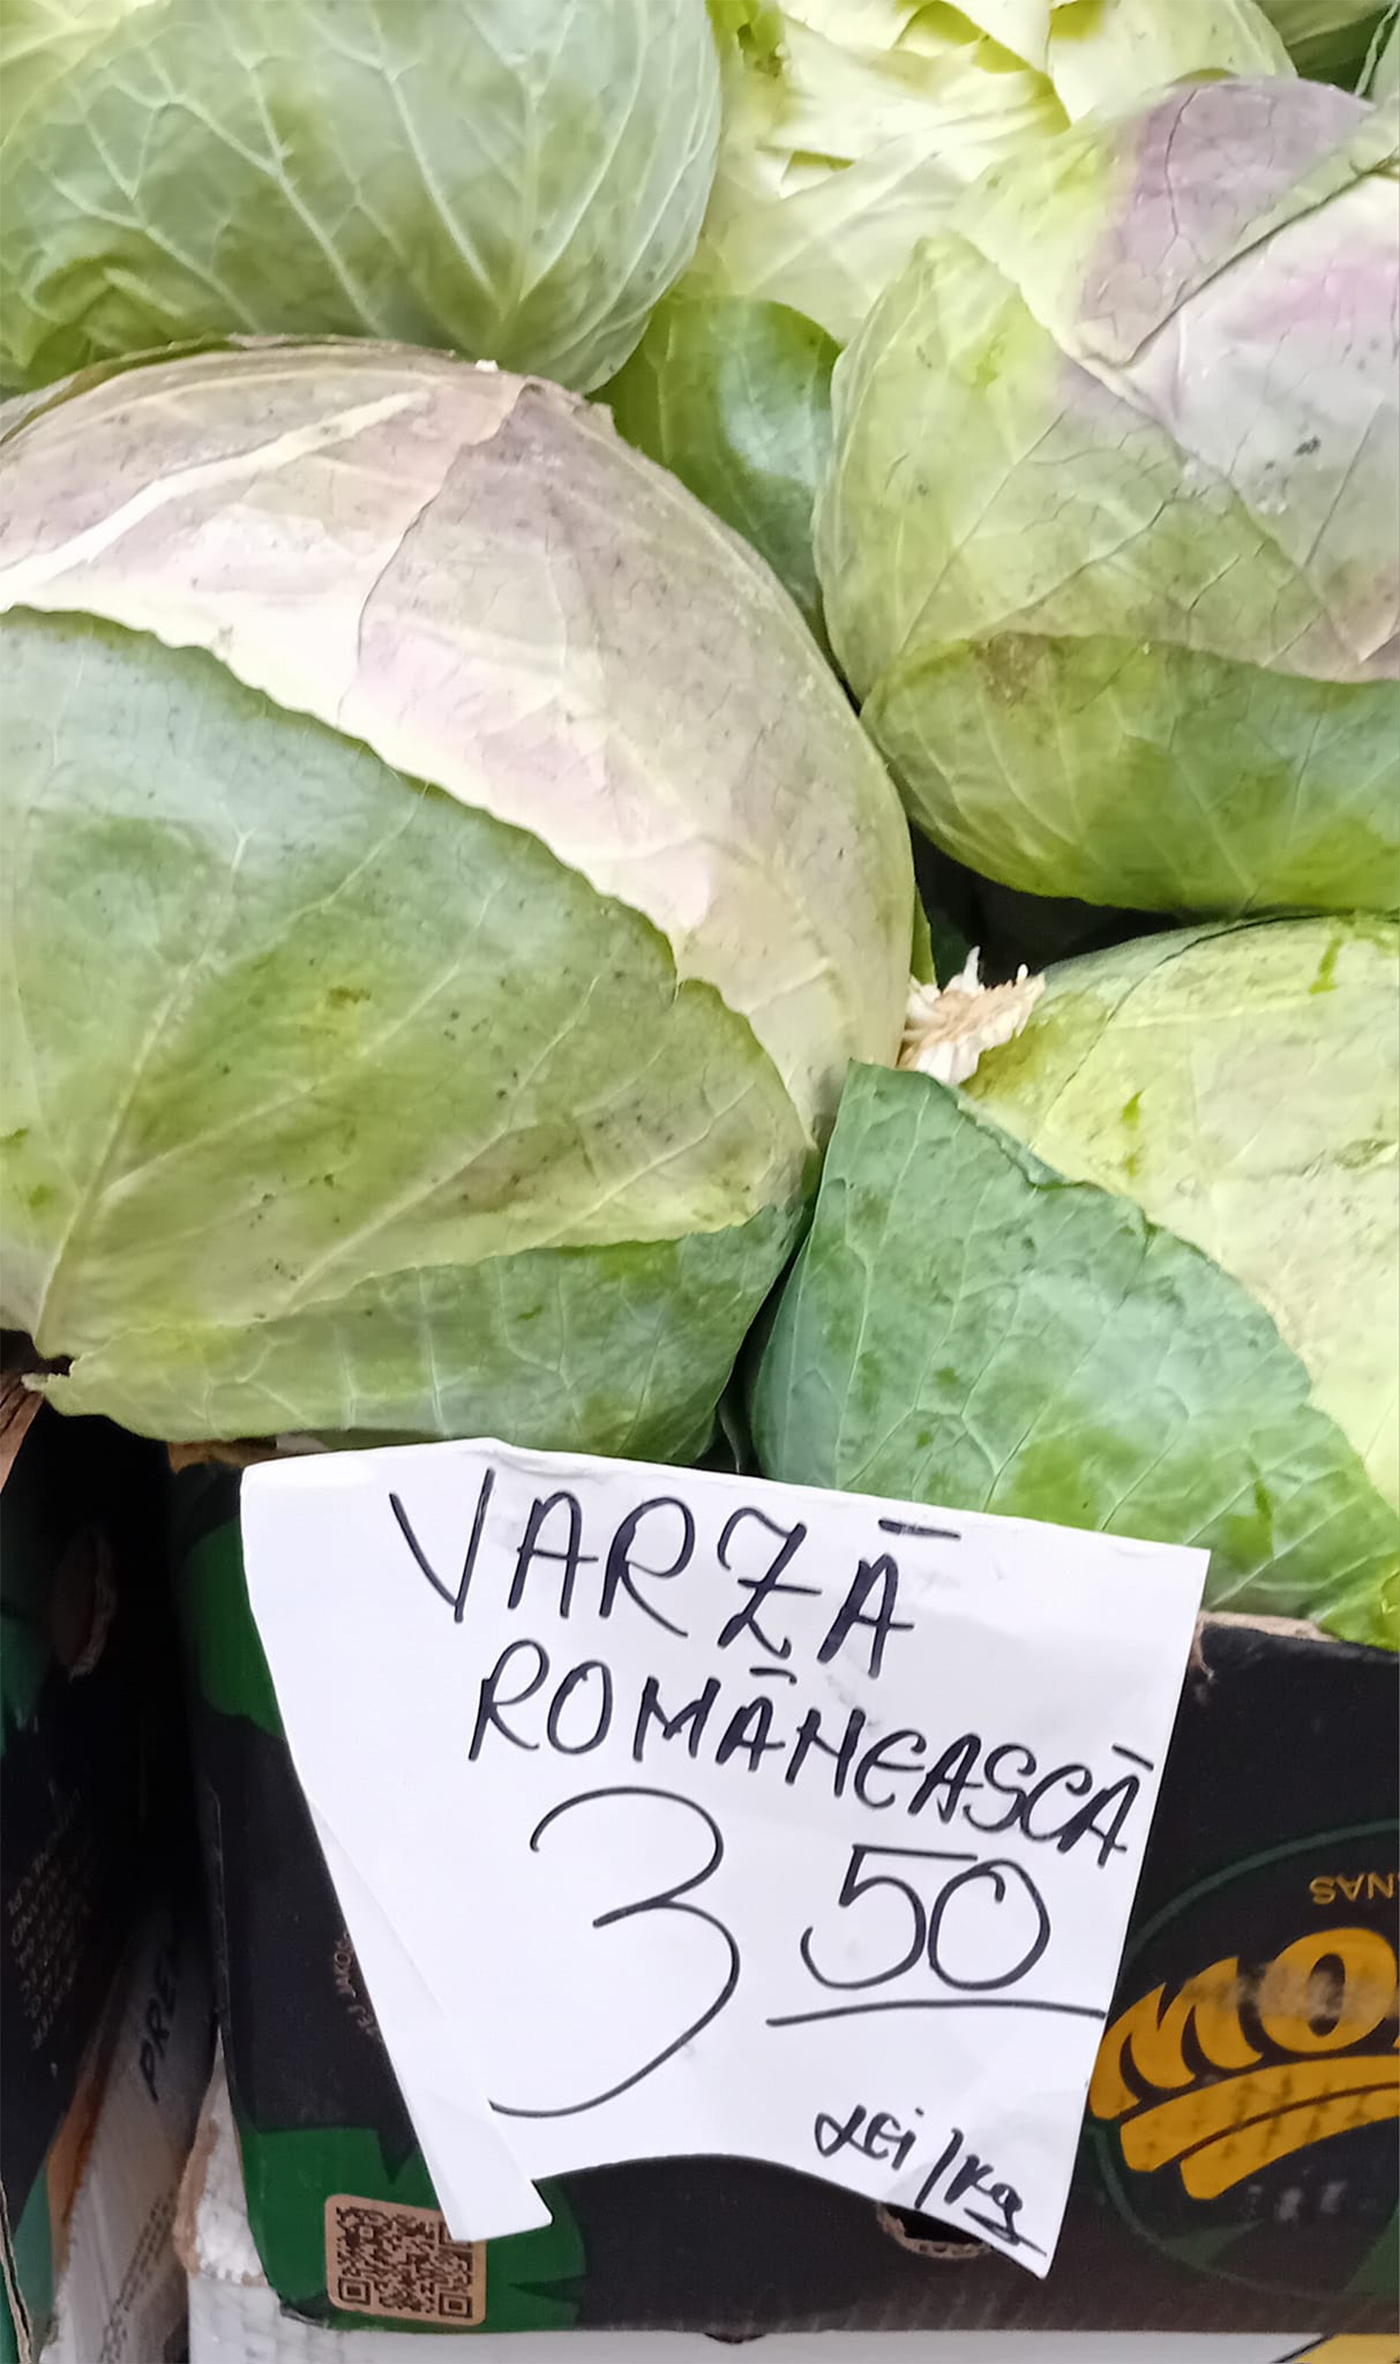 VARZĂ
ROMÂNEASCĂ
3 50
LEI/Kg